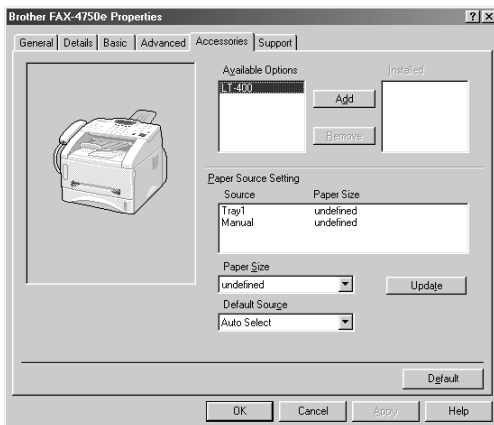 Brother FAX-4750e Properties
General Details Basic Advanced Accessories Support
Available Options
Installed
LT-400
Add
Remove
Paper Source Setting
Source Paper Size
Tray1 undefined
Manual undefined
Paper Size
undefined
Update
Default Source
Auto Select
Default
OK Cancel Apply Help